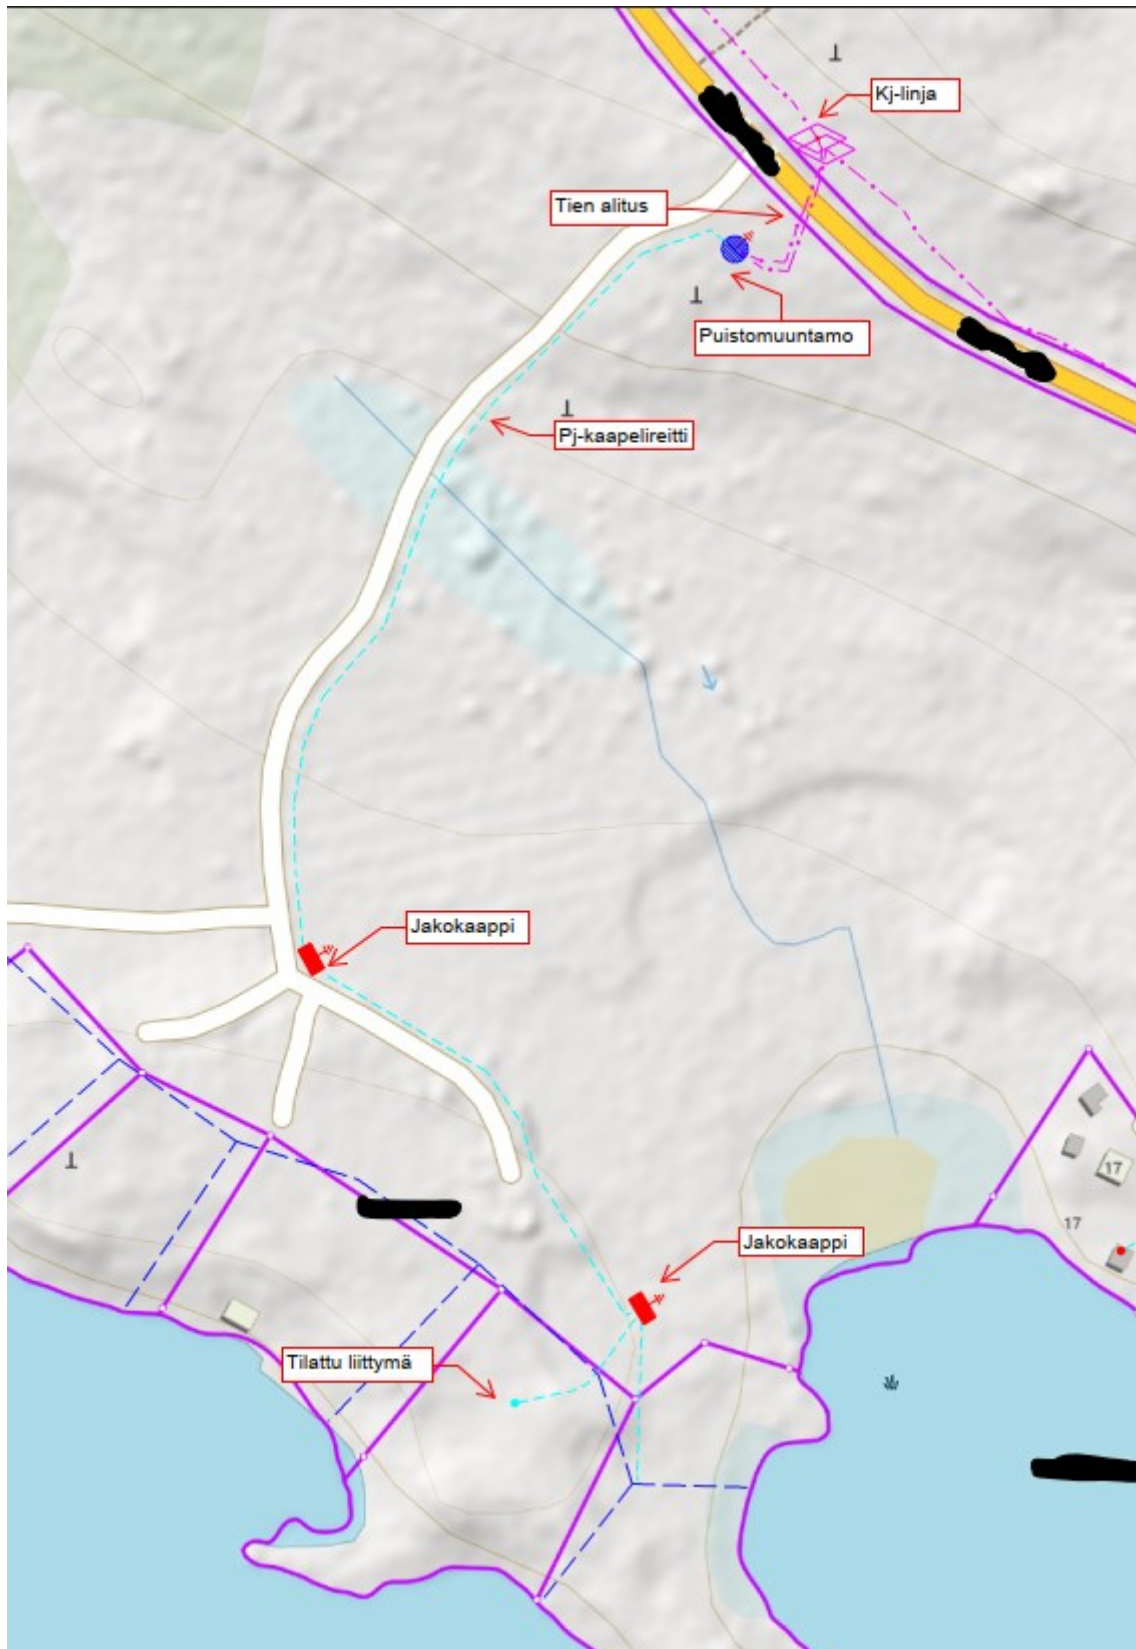 Kj-linja
Tien alitus
Puistomuuntamo
Pj-kaapelireitti
Jakokaappi
17
17
Jakokaappi
Tilattu liittymä